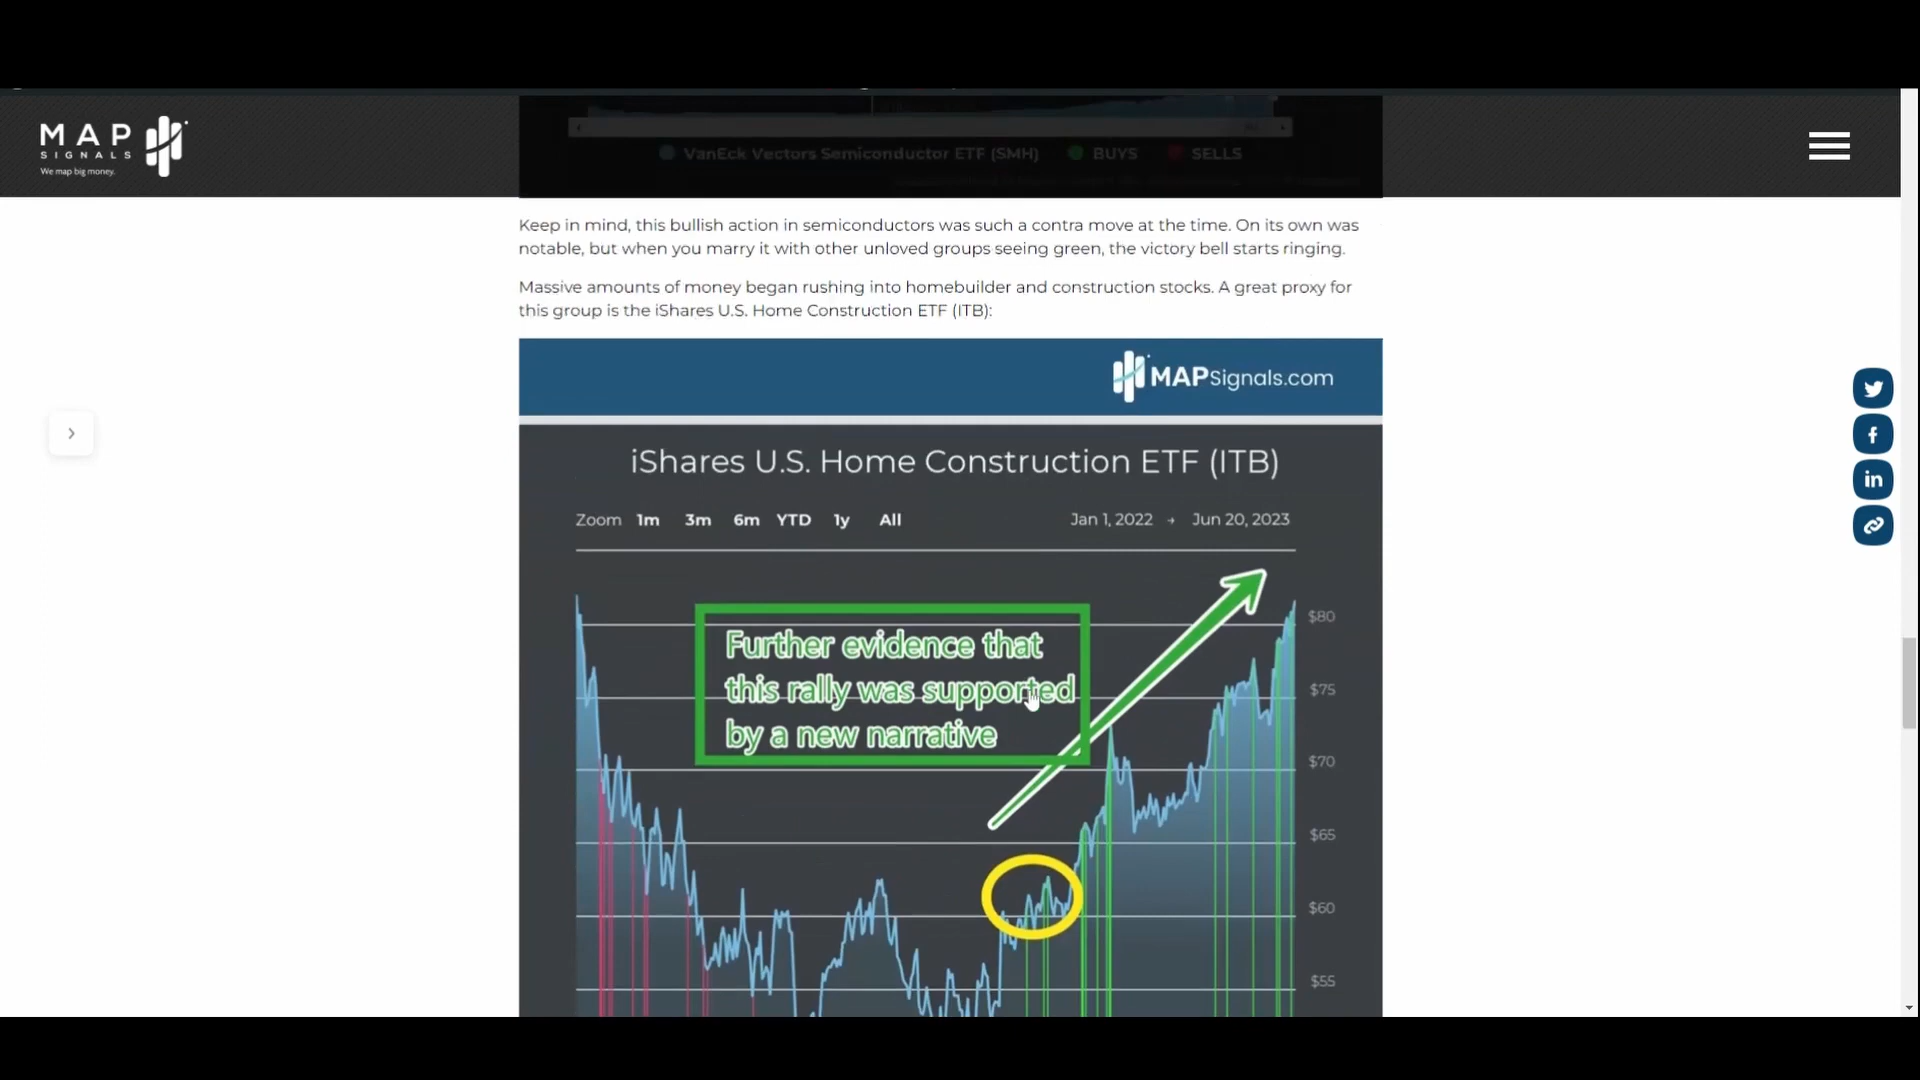 MAP
SIGNALS
We map big money.
VanEck Vectors Semiconductor ETF (SMH) BUYS SELLS
Keep in mind, this bullish action in semiconductors was such a contra move at the time. On its own was
notable, but when you marry it with other unloved groups seeing green, the victory bell starts ringing.
Massive amounts of money began rushing into homebuilder and construction stocks. A great proxy for
this group is the iShares U.S. Home Construction ETF (ITB):
MAPSignals.com
iShares U.S. Home Construction ETF (ITB)
Zoom 1m 3m 6m YTD 1y All Jan 1, 2022 → Jun 20, 2023
Further evidence that
this rally was supported
by a new narrative
$80
$75
$70
$65
$60
$55